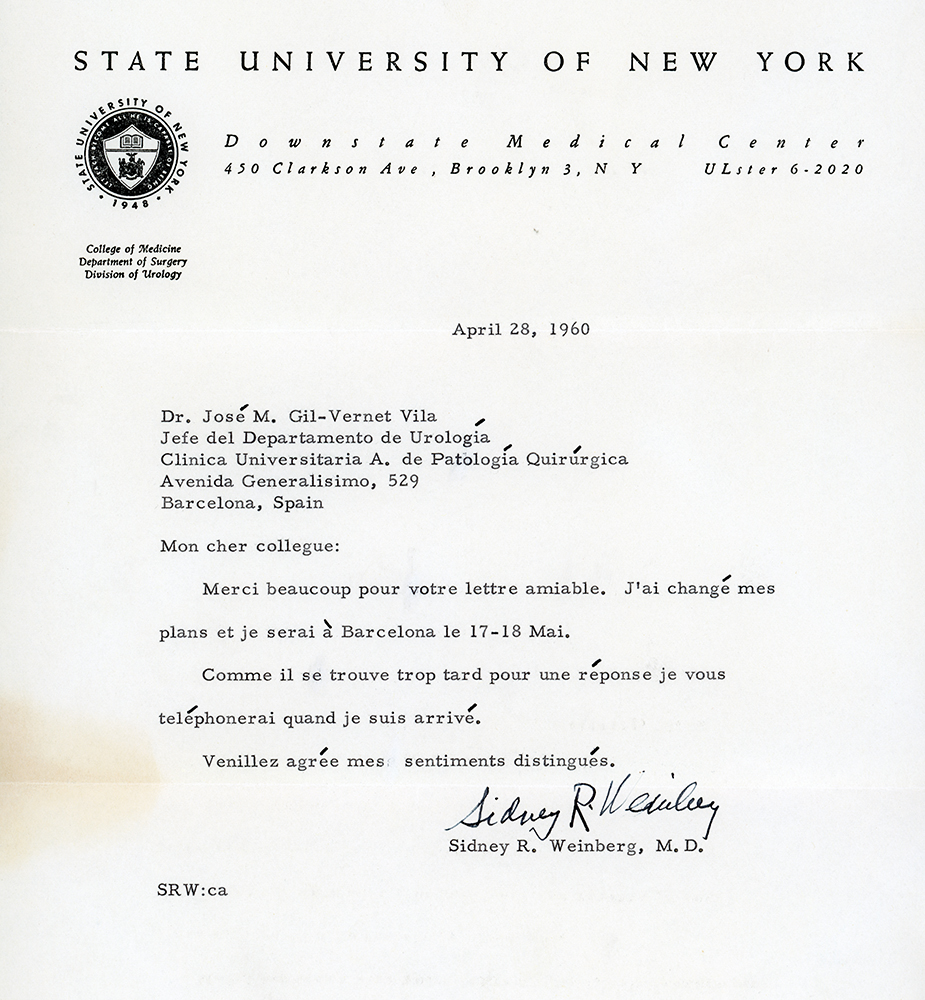 STATE UNIVERSITY OF NEW YORK
STATE UNIVERSITY OF NEW YORK
· 1948 ·
Downstate Medical Center
450 Clarkson Ave, Brooklyn 3, N Y ULster 6-2020
College of Medicine
Department of Surgery
Division of Urology
April 28, 1960
Dr. José M. Gil-Vernet Vila
Jefe del Departamento de Urología
Clinica Universitaria A. de Patología Quirúrgica
Avenida Generalisimo, 529
Barcelona, Spain
Mon cher collegue:
Merci beaucoup pour votre lettre amiable. J'ai changé mes
plans et je serai à Barcelona le 17-18 Mai.
Comme il se trouve trop tard pour une réponse je vous
teléphonerai quand je suis arrivé.
Venillez agrée mes sentiments distingués.
Sidney R. Weinberg
Sidney R. Weinberg, M.D.
SRW:ca